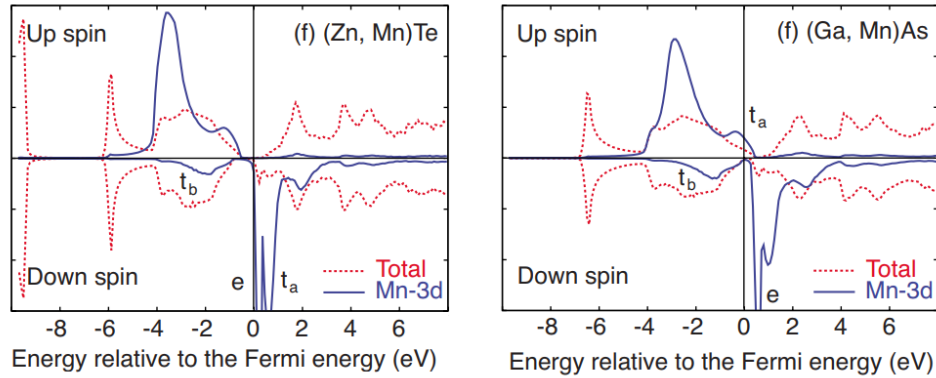 Up spin
(f) (Zn, Mn)Te
t_b
e
t_a
Down spin
Total
Mn-3d
-8 -6 -4 -2 0 2 4 6
Energy relative to the Fermi energy (eV)
Up spin
(f) (Ga, Mn)As
t_a
t_b
e
Down spin
Total
Mn-3d
-8 -6 -4 -2 0 2 4 6
Energy relative to the Fermi energy (eV)